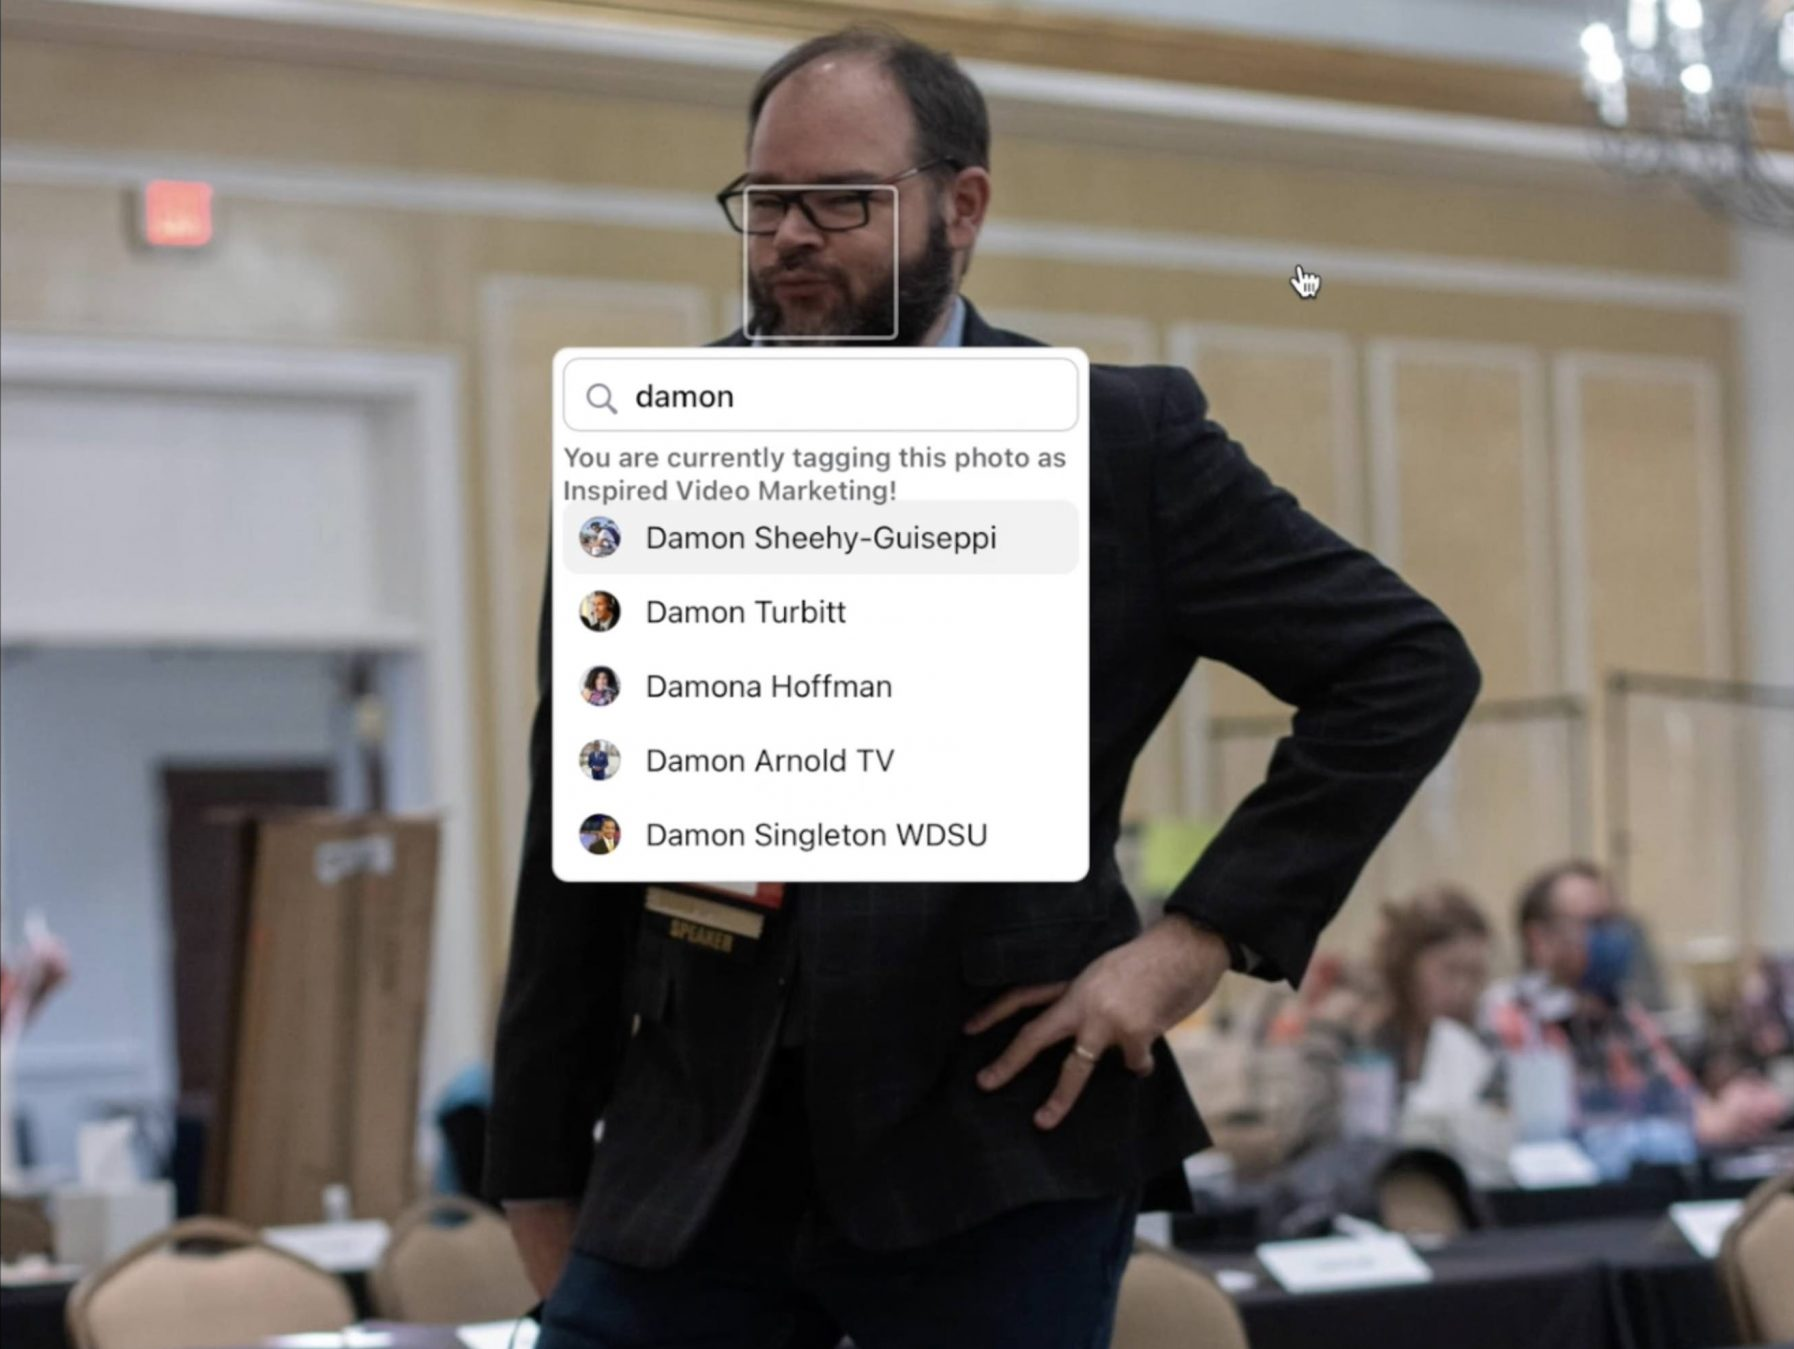 damon
You are currently tagging this photo as
Inspired Video Marketing!
Damon Sheehy-Guiseppi
Damon Turbitt
Damona Hoffman
Damon Arnold TV
Damon Singleton WDSU
SPEAKER